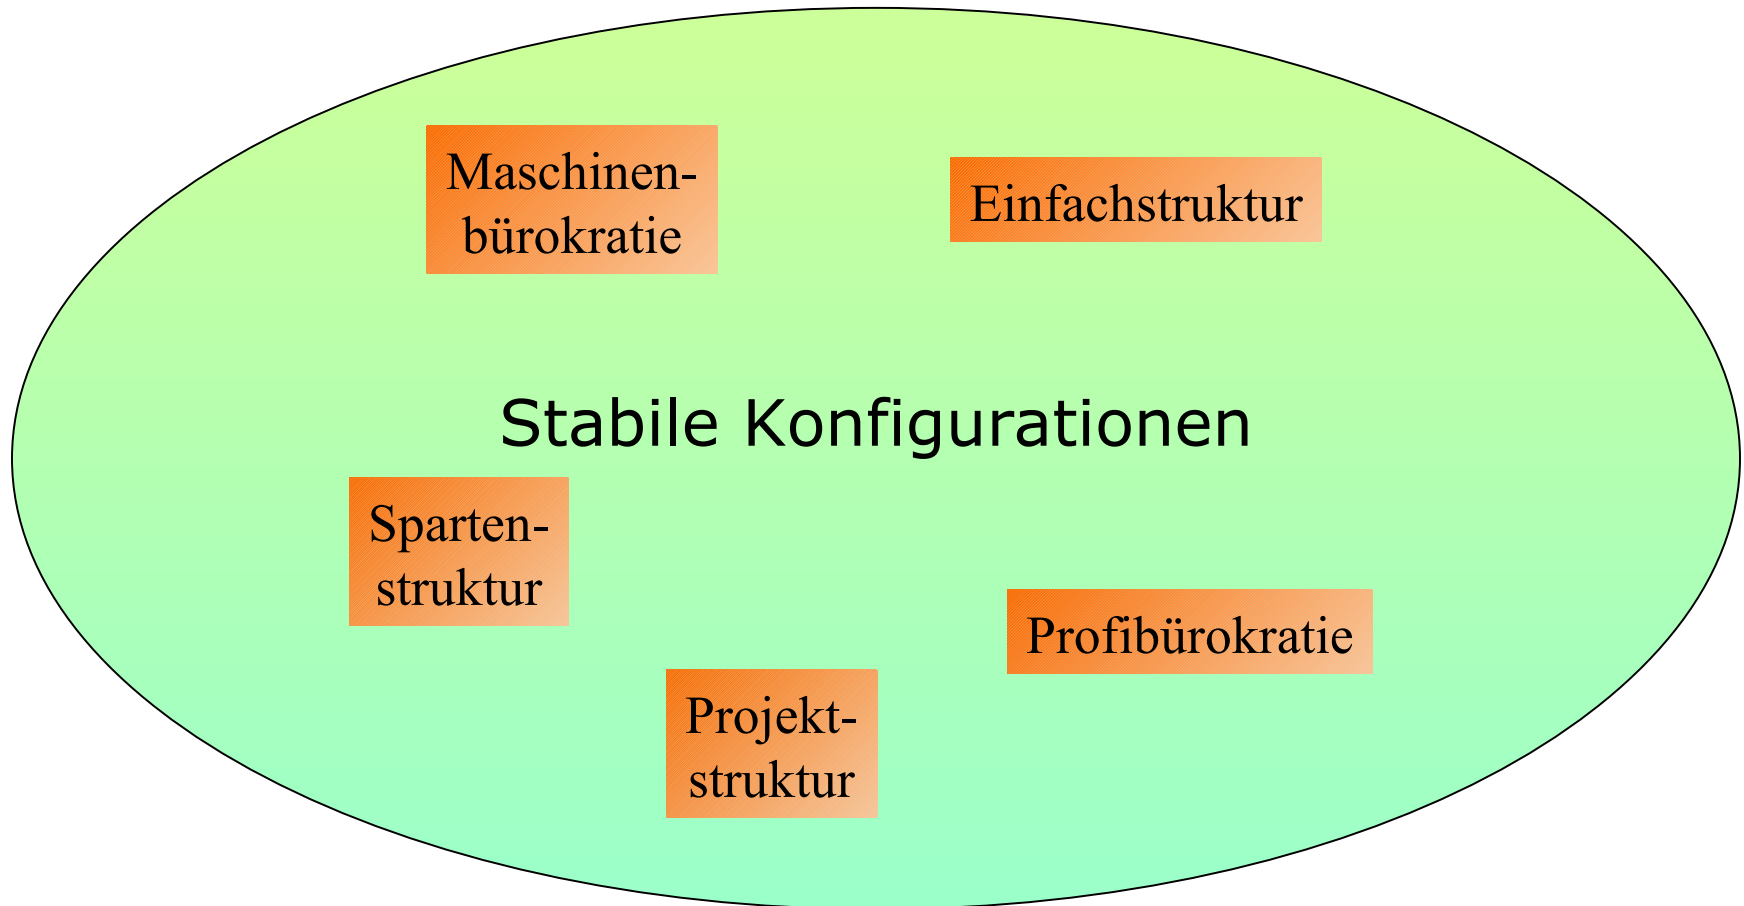 Maschinen-
bürokratie
Einfachstruktur
Stabile Konfigurationen
Sparten-
struktur
Profibürokratie
Projekt-
struktur